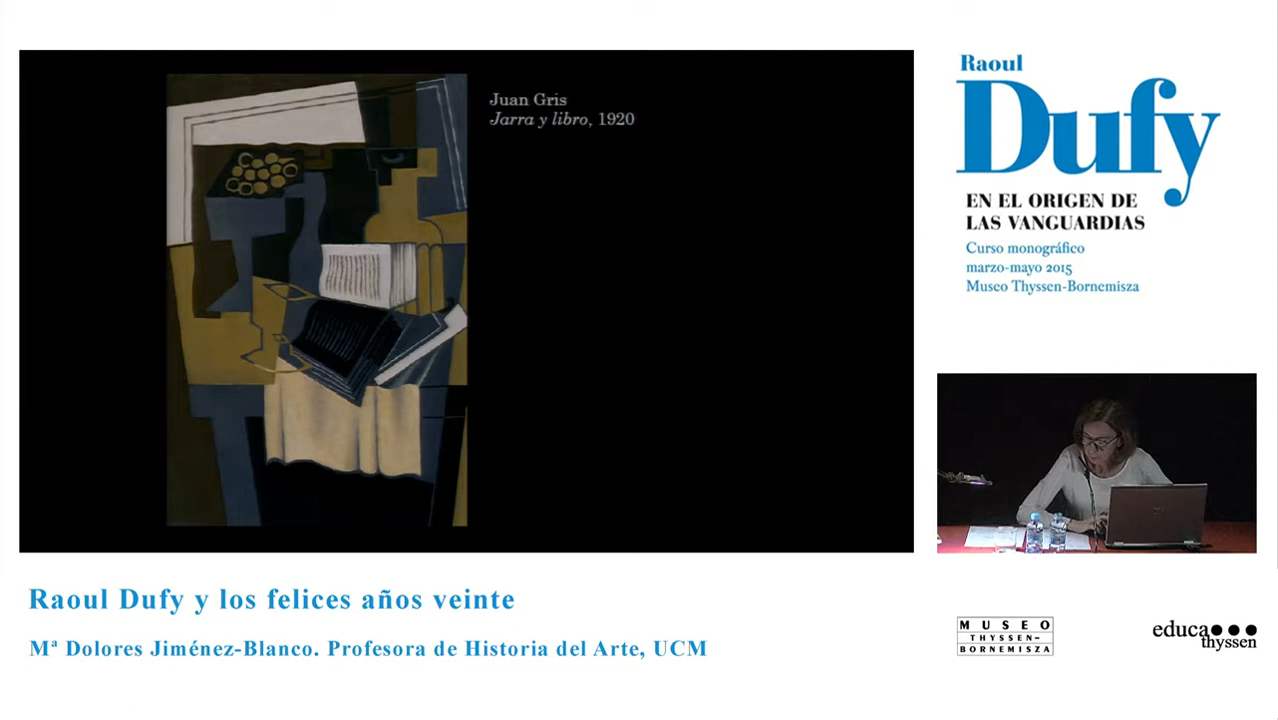 Juan Gris
Jarra y libro, 1920
Raoul
Dufy
EN EL ORIGEN DE
LAS VANGUARDIAS
Curso monográfico
marzo-mayo 2015
Museo Thyssen-Bornemisza
Raoul Dufy y los felices años veinte
Mª Dolores Jiménez-Blanco. Profesora de Historia del Arte, UCM
MUSEO
THYSSEN-
BORNEMISZA
educa
thyssen